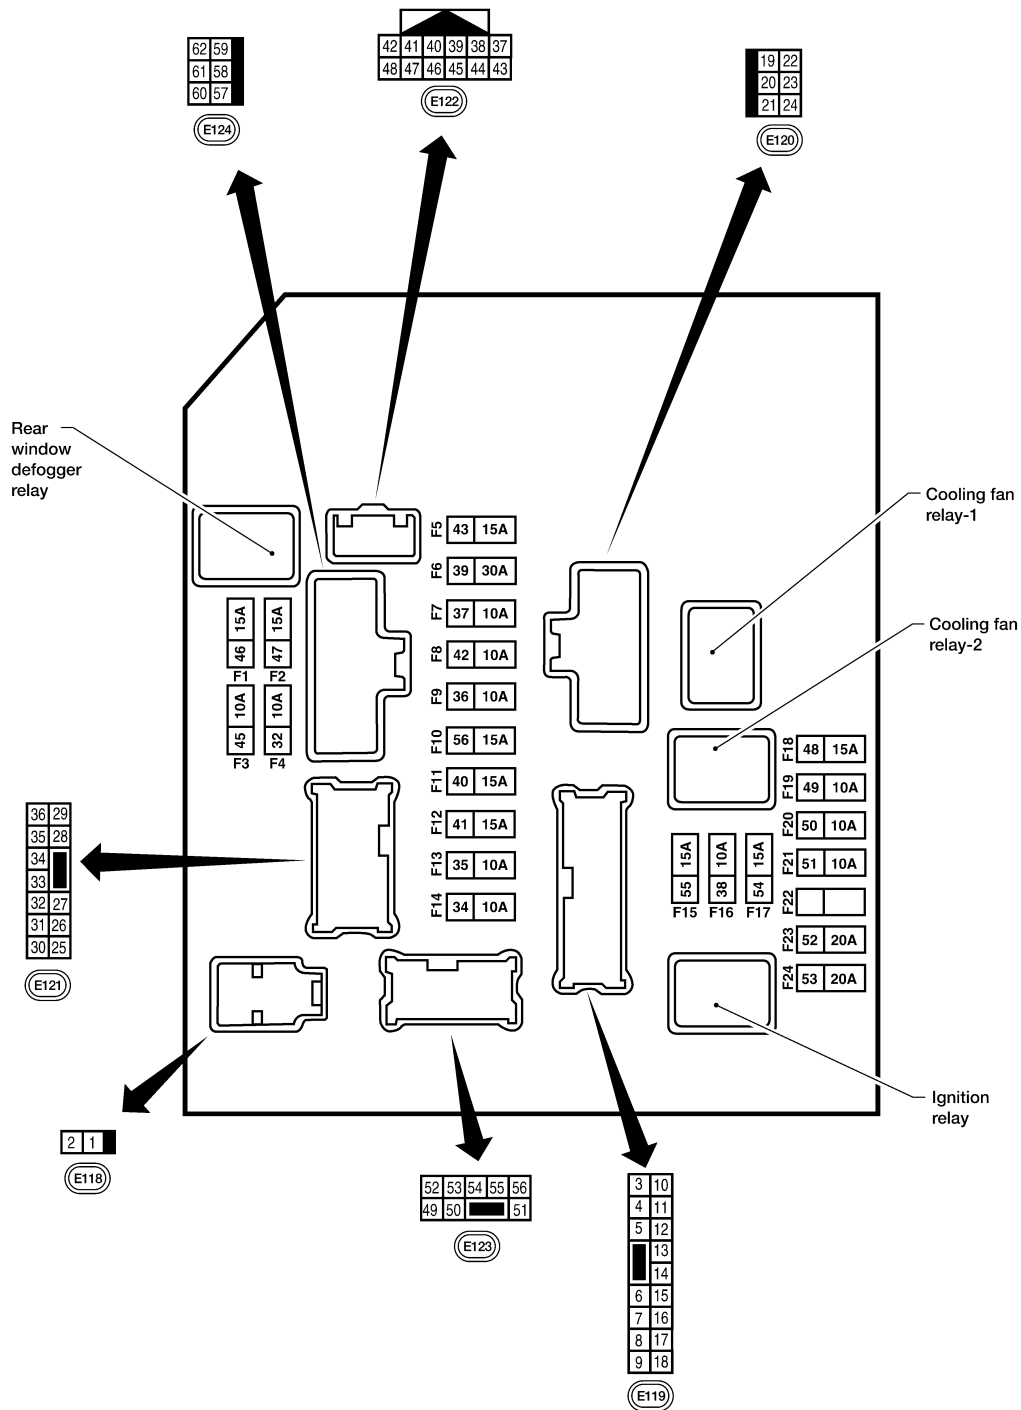 62 59
61 58
60 57
E124
42 41 40 39 38 37
48 47 46 45 44 43
E122
19 22
20 23
21 24
E120
Rear
window
defogger
relay
Cooling fan
relay-1
Cooling fan
relay-2
F5 43 15A
F6 39 30A
F7 37 10A
F8 42 10A
F9 36 10A
F10 56 15A
F11 40 15A
F12 41 15A
F13 35 10A
F14 34 10A
15A 15A
46 47
F1 F2
10A 10A
45 32
F3 F4
F18 48 15A
F19 49 10A
F20 50 10A
F21 51 10A
F22
F23 52 20A
F24 53 20A
15A 10A 15A
55 38 54
F15 F16 F17
36 29
35 28
34
33
32 27
31 26
30 25
E121
Ignition
relay
2 1
E118
52 53 54 55 56
49 50 51
E123
3 10
4 11
5 12
13
14
6 15
7 16
8 17
9 18
E119